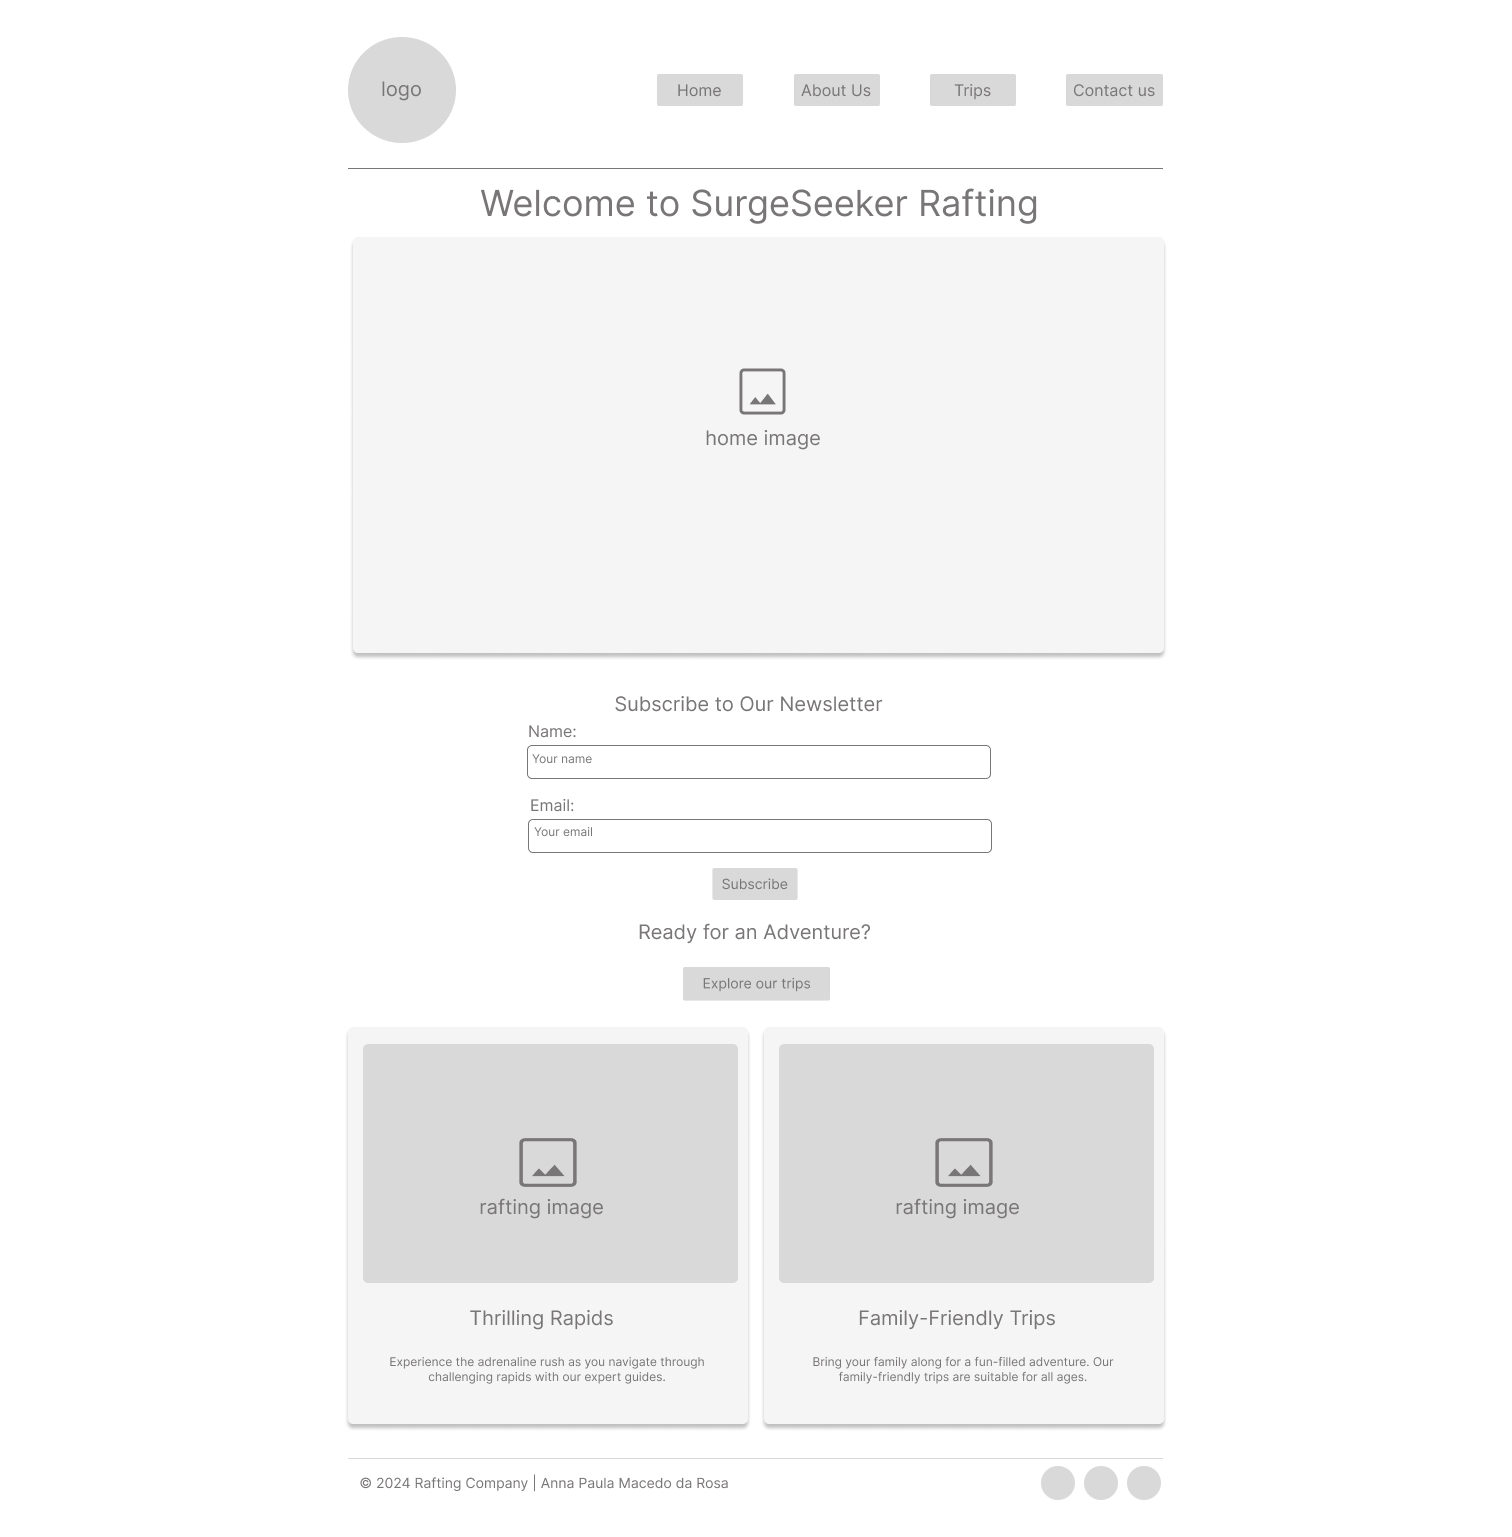 logo
Home
About Us
Trips
Contact us
Welcome to SurgeSeeker Rafting
home image
Subscribe to Our Newsletter
Name:
Your name
Email:
Your email
Subscribe
Ready for an Adventure?
Explore our trips
rafting image
Thrilling Rapids
Experience the adrenaline rush as you navigate through
challenging rapids with our expert guides.
rafting image
Family-Friendly Trips
Bring your family along for a fun-filled adventure. Our
family-friendly trips are suitable for all ages.
© 2024 Rafting Company | Anna Paula Macedo da Rosa